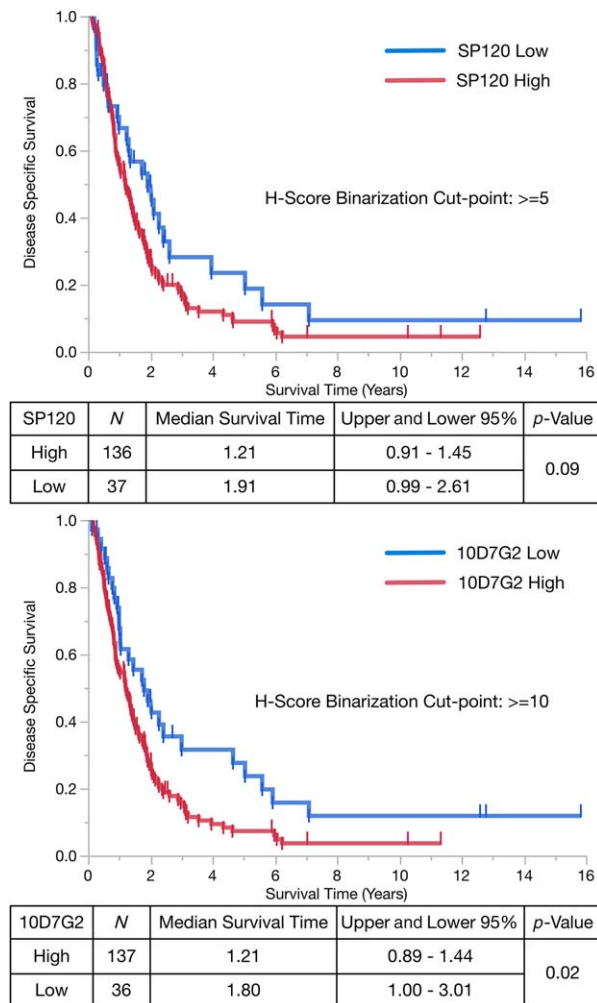 1.0
0.8
0.6
0.4
0.2
0.0
Disease Specific Survival
SP120 Low
SP120 High
H-Score Binarization Cut-point: >=5
0 2 4 6 8 10 12 14 16
Survival Time (Years)
SP120 N Median Survival Time Upper and Lower 95% p-Value
High 136 1.21 0.91 - 1.45 0.09
Low 37 1.91 0.99 - 2.61
1.0
0.8
0.6
0.4
0.2
0.0
Disease Specific Survival
10D7G2 Low
10D7G2 High
H-Score Binarization Cut-point: >=10
0 2 4 6 8 10 12 14 16
Survival Time (Years)
10D7G2 N Median Survival Time Upper and Lower 95% p-Value
High 137 1.21 0.89 - 1.44 0.02
Low 36 1.80 1.00 - 3.01